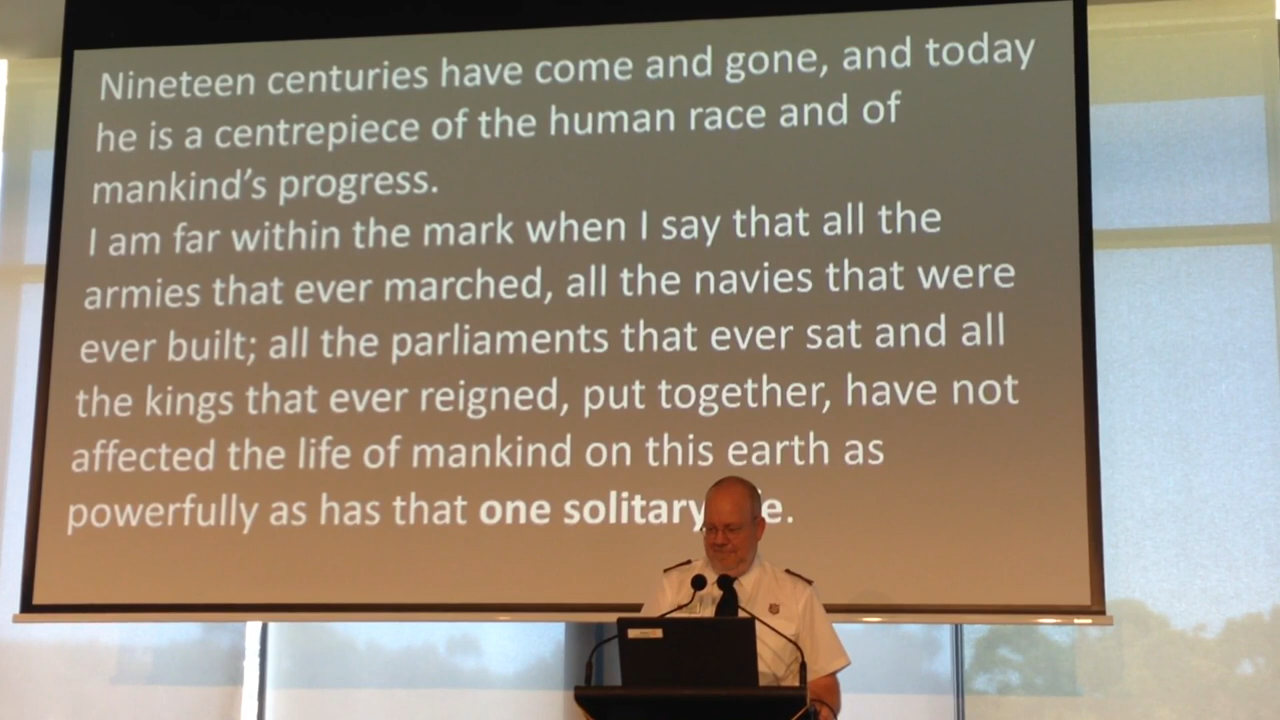 Nineteen centuries have come and gone, and today
he is a centrepiece of the human race and of
mankind's progress.
I am far within the mark when I say that all the
armies that ever marched, all the navies that were
ever built; all the parliaments that ever sat and all
the kings that ever reigned, put together, have not
affected the life of mankind on this earth as
powerfully as has that one solitary e.